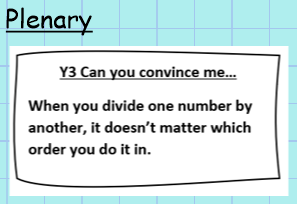 Plenary
Y3 Can you convince me...
When you divide one number by
another, it doesn’t matter which
order you do it in.